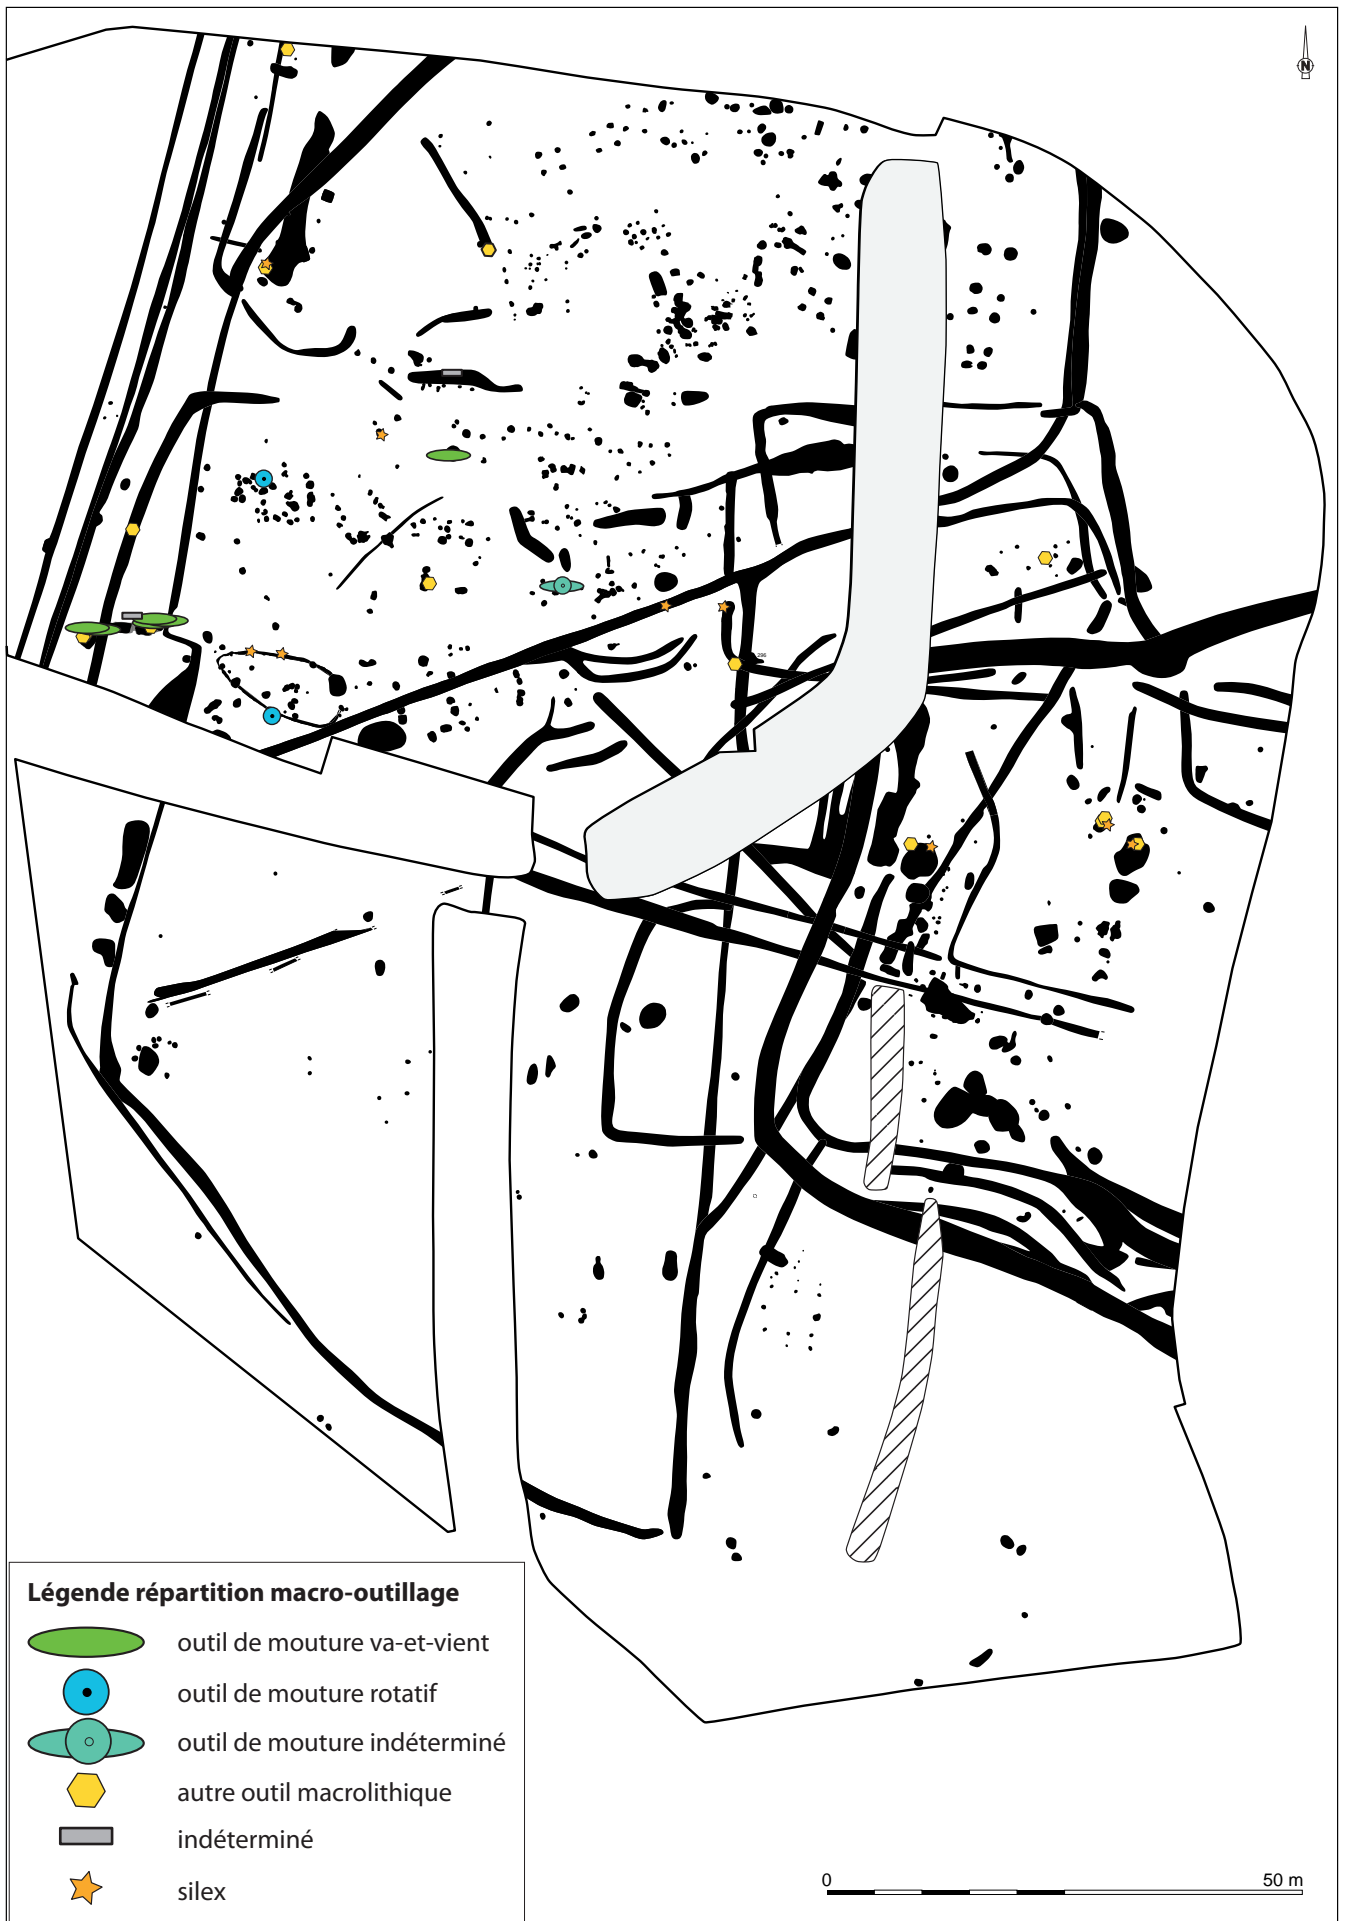 N
296
Légende répartition macro-outillage
outil de mouture va-et-vient
outil de mouture rotatif
outil de mouture indéterminé
autre outil macrolithique
indéterminé
silex
0 50 m